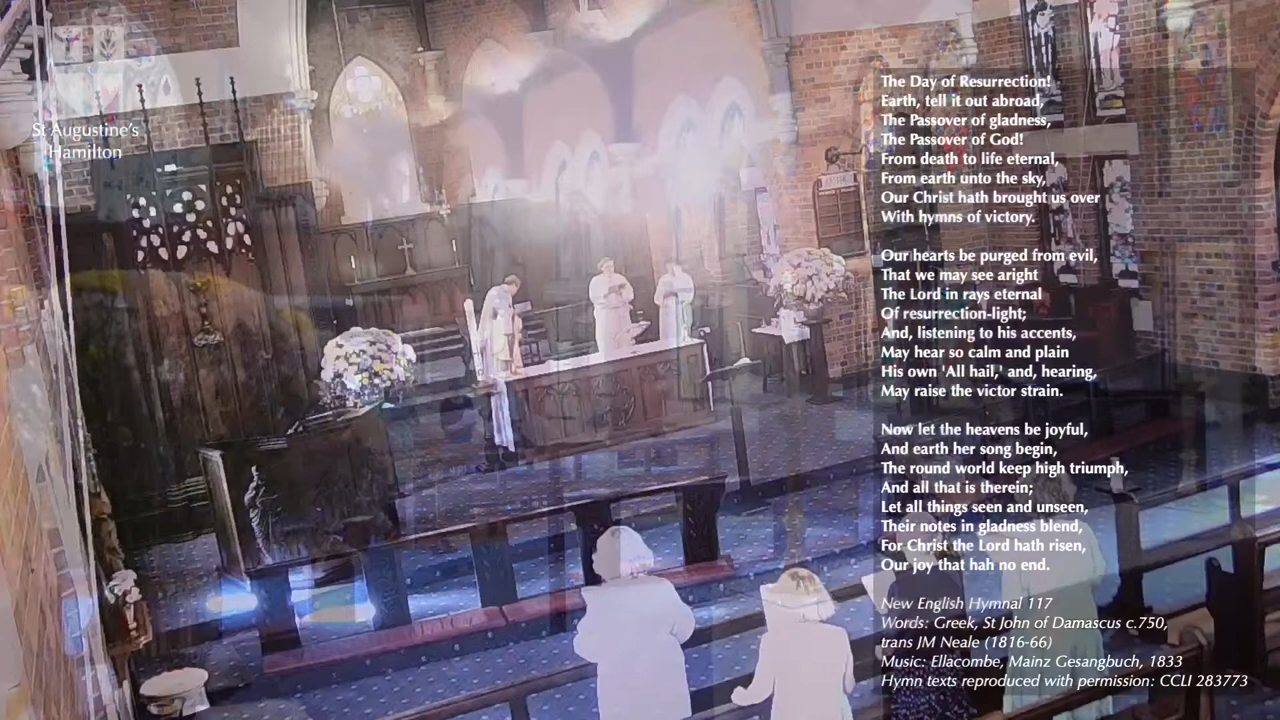 St Augustine's
Hamilton
The Day of Resurrection!
Earth, tell it out abroad,
The Passover of gladness,
The Passover of God!
From death to life eternal,
From earth unto the sky,
Our Christ hath brought us over
With hymns of victory.
Our hearts be purged from evil,
That we may see aright
The Lord in rays eternal
Of resurrection-light;
And, listening to his accents,
May hear so calm and plain
His own 'All hail,' and, hearing,
May raise the victor strain.
Now let the heavens be joyful,
And earth her song begin,
The round world keep high triumph,
And all that is therein;
Let all things seen and unseen,
Their notes in gladness blend,
For Christ the Lord hath risen,
Our joy that hah no end.
New English Hymnal 117
Words: Greek, St John of Damascus c.750,
trans JM Neale (1816-66)
Music: Ellacombe, Mainz Gesangbuch, 1833
Hymn texts reproduced with permission: CCLI 283773